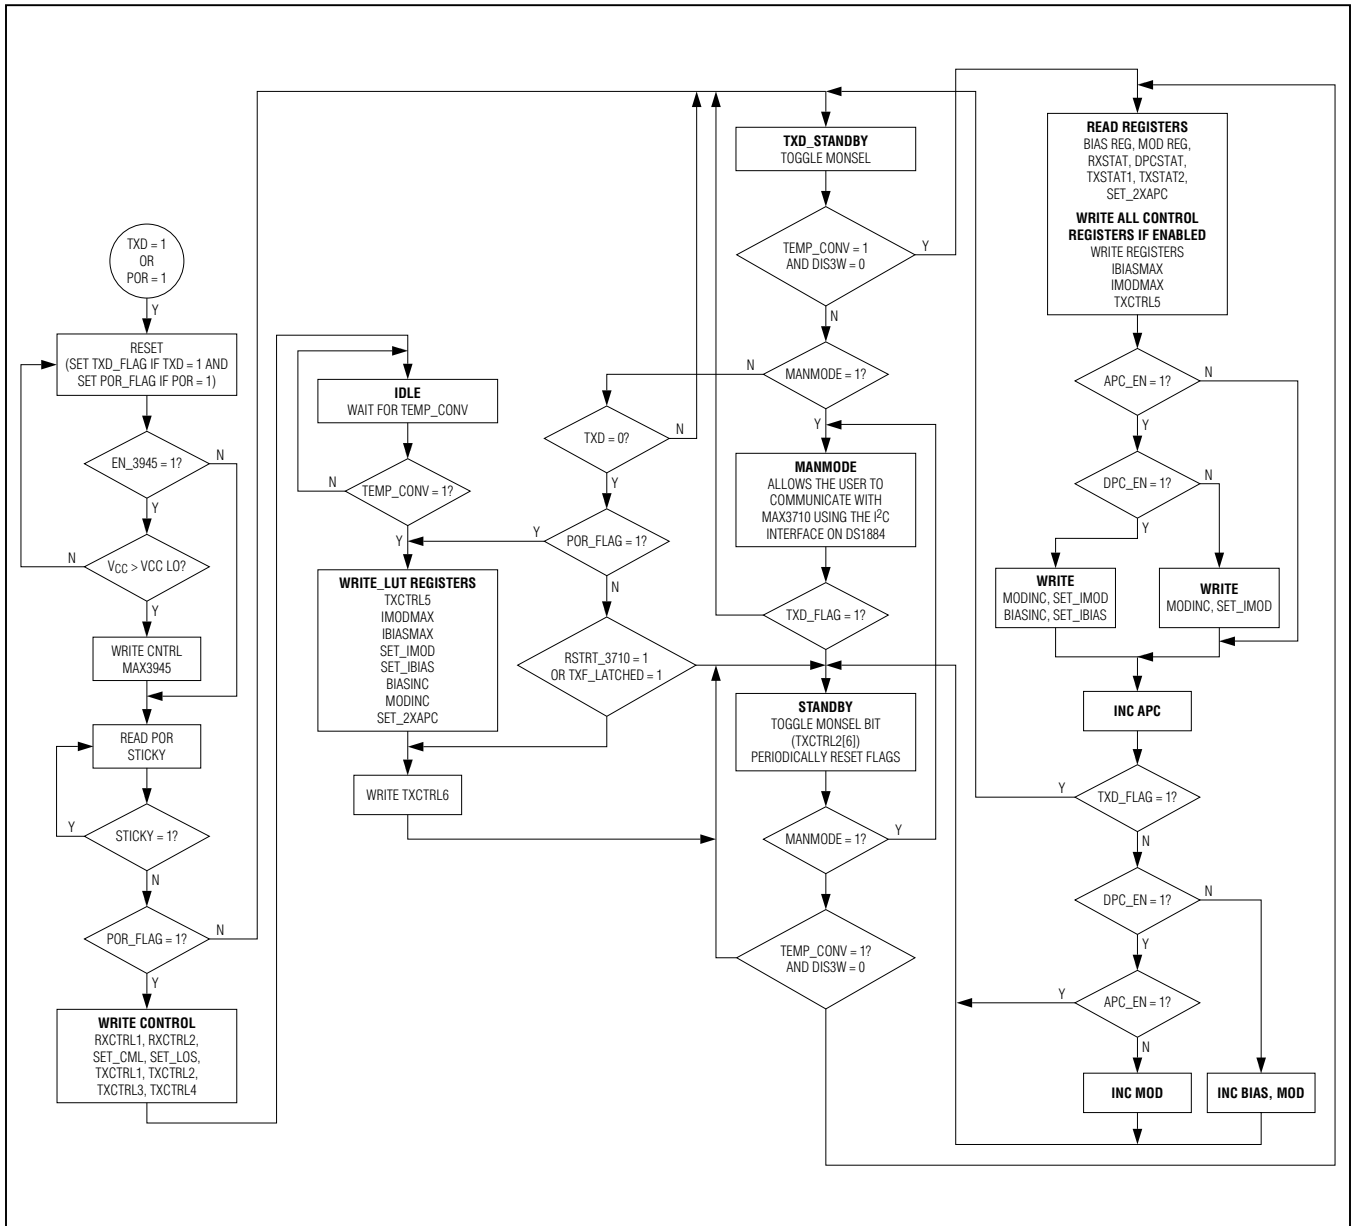 TXD = 1
OR
POR = 1
Y
RESET
(SET TXD_FLAG IF TXD = 1 AND
SET POR_FLAG IF POR = 1)
EN_3945 = 1?
N
Y
VCC > VCC LO?
N
Y
WRITE CNTRL
MAX3945
READ POR
STICKY
STICKY = 1?
Y
N
POR_FLAG = 1?
N
Y
WRITE CONTROL
RXCTRL1, RXCTRL2,
SET_CML, SET_LOS,
TXCTRL1, TXCTRL2,
TXCTRL3, TXCTRL4
IDLE
WAIT FOR TEMP_CONV
N
TEMP_CONV = 1?
Y
WRITE_LUT REGISTERS
TXCTRL5
IMODMAX
IBIASMAX
SET_IMOD
SET_IBIAS
BIASINC
MODINC
SET_2XAPC
WRITE TXCTRL6
TXD = 0?
N
Y
POR_FLAG = 1?
Y
N
RSTRT_3710 = 1
OR TXF_LATCHED = 1
TXD_STANDBY
TOGGLE MONSEL
TEMP_CONV = 1
AND DIS3W = 0
Y
N
MANMODE = 1?
N
Y
MANMODE
ALLOWS THE USER TO
COMMUNICATE WITH
MAX3710 USING THE I2C
INTERFACE ON DS1884
TXD_FLAG = 1?
STANDBY
TOGGLE MONSEL BIT
(TXCTRL2[6])
PERIODICALLY RESET FLAGS
MANMODE = 1?
Y
TEMP_CONV = 1?
AND DIS3W = 0
READ REGISTERS
BIAS REG, MOD REG,
RXSTAT, DPCSTAT,
TXSTAT1, TXSTAT2,
SET_2XAPC
WRITE ALL CONTROL
REGISTERS IF ENABLED
WRITE REGISTERS
IBIASMAX
IMODMAX
TXCTRL5
APC_EN = 1?
N
Y
DPC_EN = 1?
N
Y
WRITE
MODINC, SET_IMOD
BIASINC, SET_IBIAS
WRITE
MODINC, SET_IMOD
INC APC
TXD_FLAG = 1?
Y
N
DPC_EN = 1?
N
Y
APC_EN = 1?
Y
N
INC MOD
INC BIAS, MOD